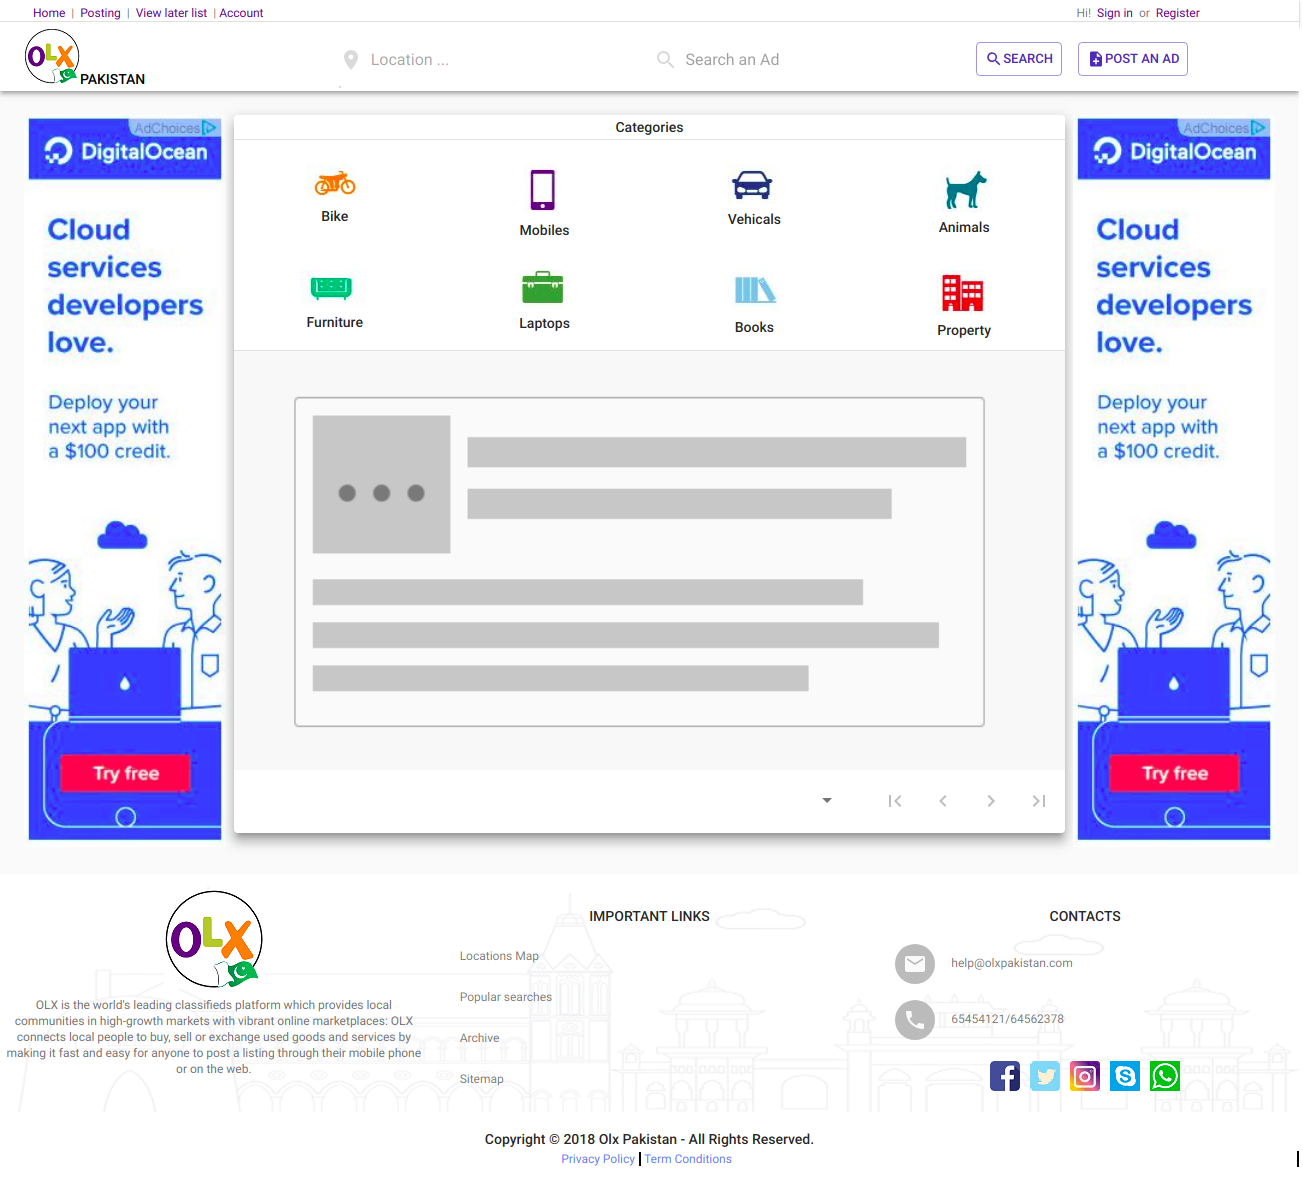 Home | Posting | View later list | Account
Hi! Sign in or Register
OLX
PAKISTAN
Location ...
Search an Ad
SEARCH
POST AN AD
AdChoices
DigitalOcean
Cloud
services
developers
love.
Deploy your
next app with
a $100 credit.
Try free
Categories
Bike
Mobiles
Vehicals
Animals
Furniture
Laptops
Books
Property
AdChoices
DigitalOcean
Cloud
services
developers
love.
Deploy your
next app with
a $100 credit.
Try free
OLX
OLX is the world's leading classifieds platform which provides local
communities in high-growth markets with vibrant online marketplaces: OLX
connects local people to buy, sell or exchange used goods and services by
making it fast and easy for anyone to post a listing through their mobile phone
or on the web.
IMPORTANT LINKS
Locations Map
Popular searches
Archive
Sitemap
CONTACTS
help@olxpakistan.com
65454121/64562378
Copyright © 2018 Olx Pakistan - All Rights Reserved.
Privacy Policy | Term Conditions